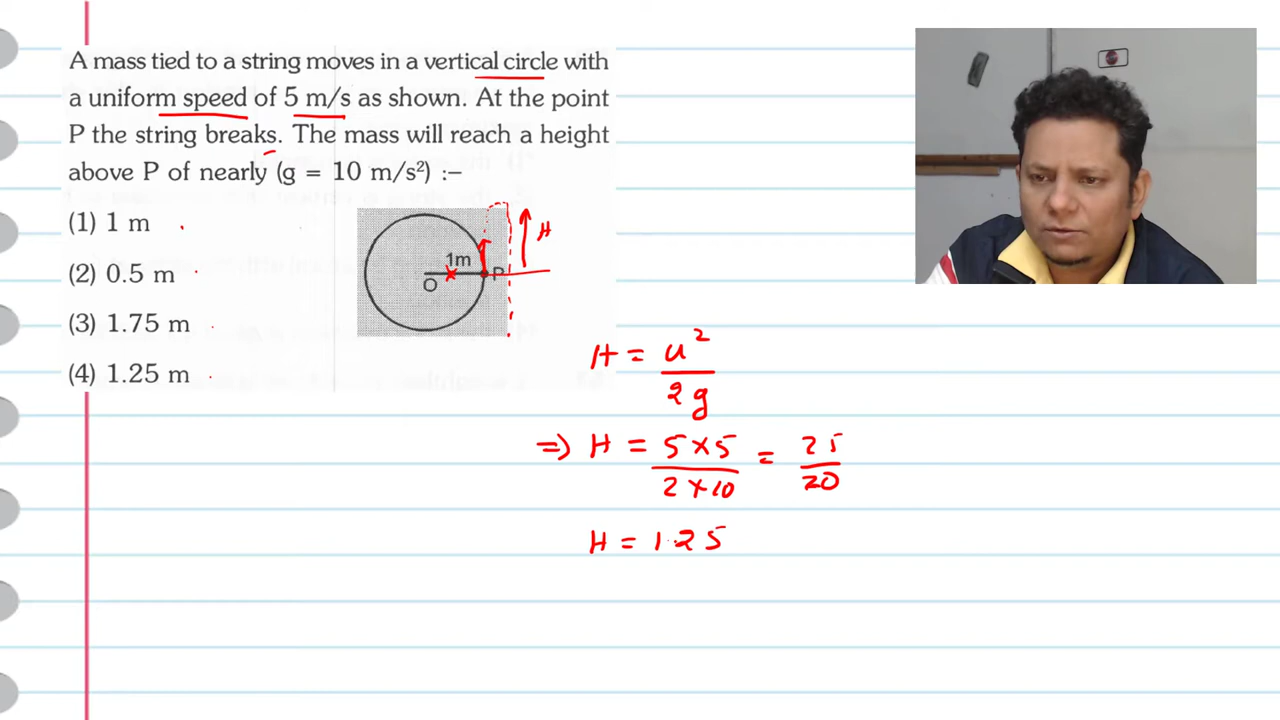 A mass tied to a string moves in a vertical circle with
a uniform speed of 5 m/s as shown. At the point
P the string breaks. The mass will reach a height
above P of nearly (g = 10 m/s²) :–
(1) 1 m
(2) 0.5 m
(3) 1.75 m
(4) 1.25 m
1m
O
P
H
H = u²/2g
⇒ H = 5×5/2×10 = 25/20
H = 1.25